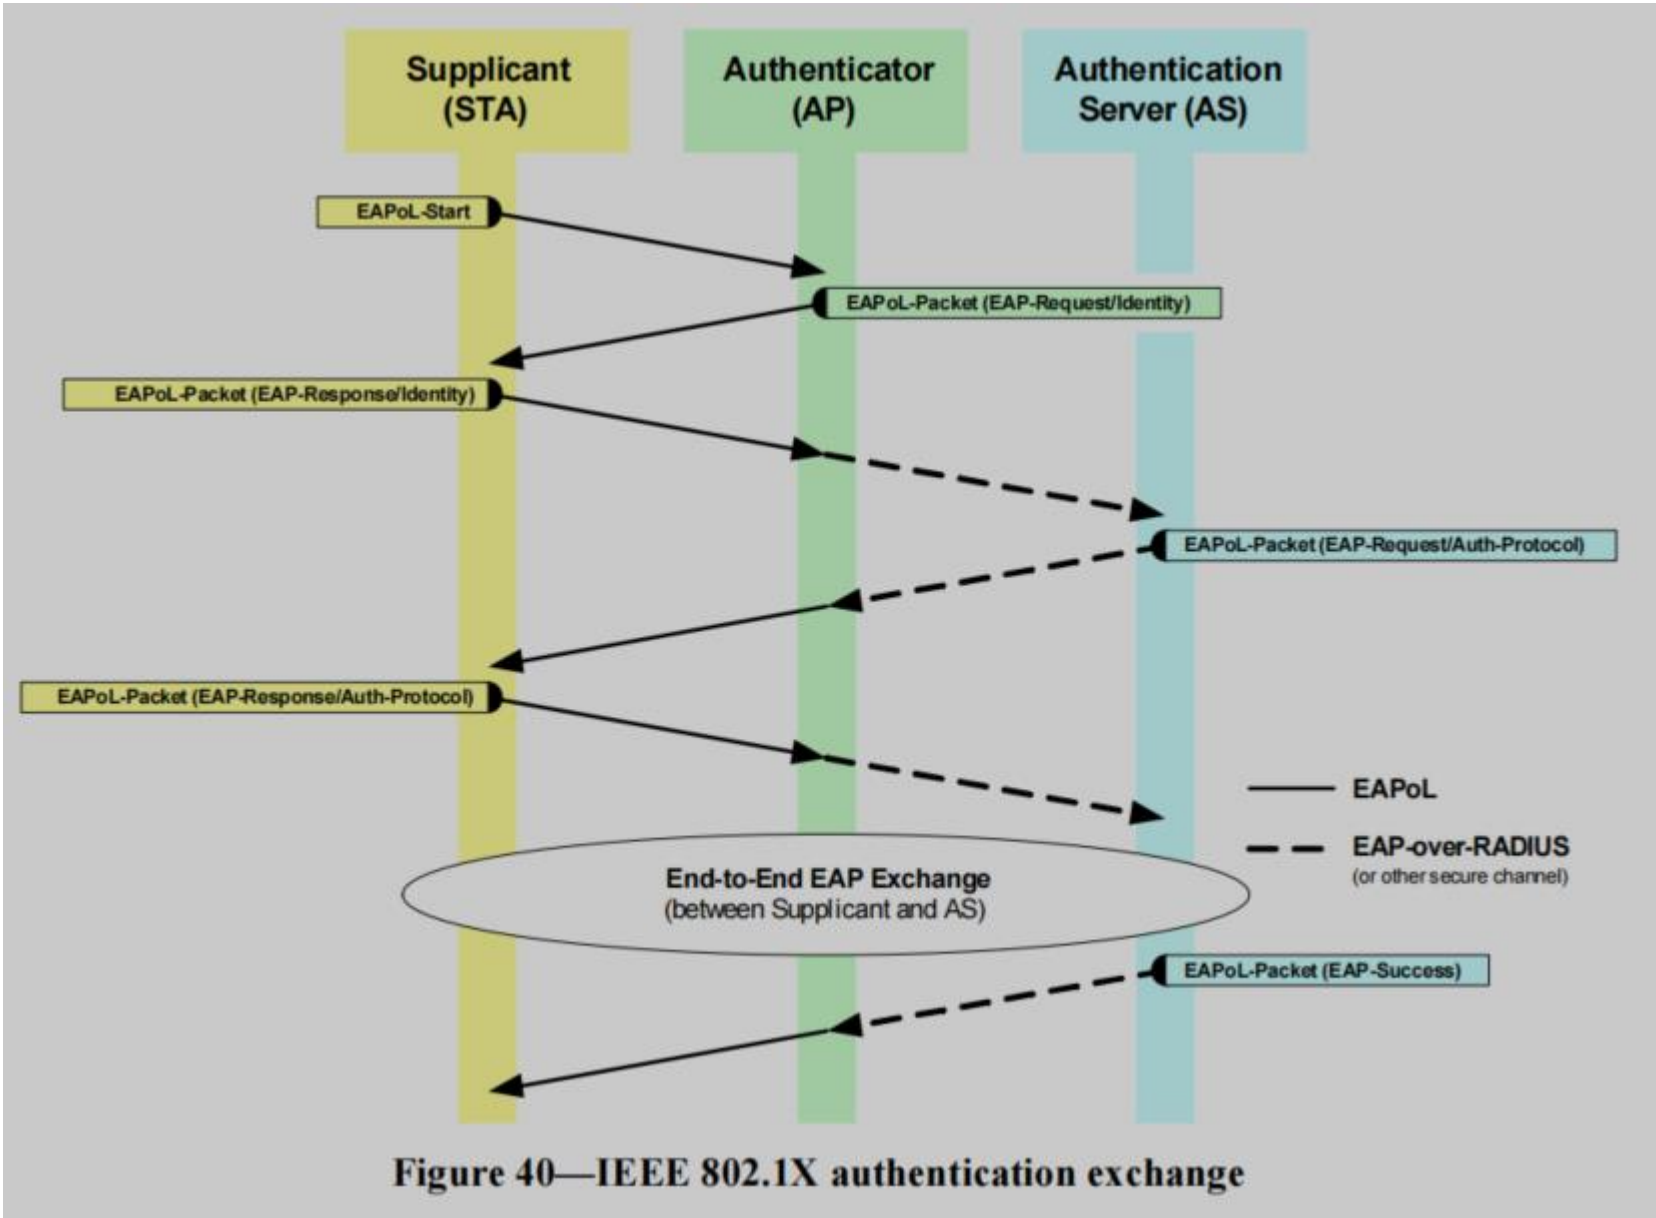 Supplicant
(STA)
Authenticator
(AP)
Authentication
Server (AS)
EAPoL-Start
EAPoL-Packet (EAP-Request/Identity)
EAPoL-Packet (EAP-Response/Identity)
EAPoL-Packet (EAP-Request/Auth-Protocol)
EAPoL-Packet (EAP-Response/Auth-Protocol)
EAPoL
EAP-over-RADIUS
(or other secure channel)
End-to-End EAP Exchange
(between Supplicant and AS)
EAPoL-Packet (EAP-Success)
Figure 40—IEEE 802.1X authentication exchange